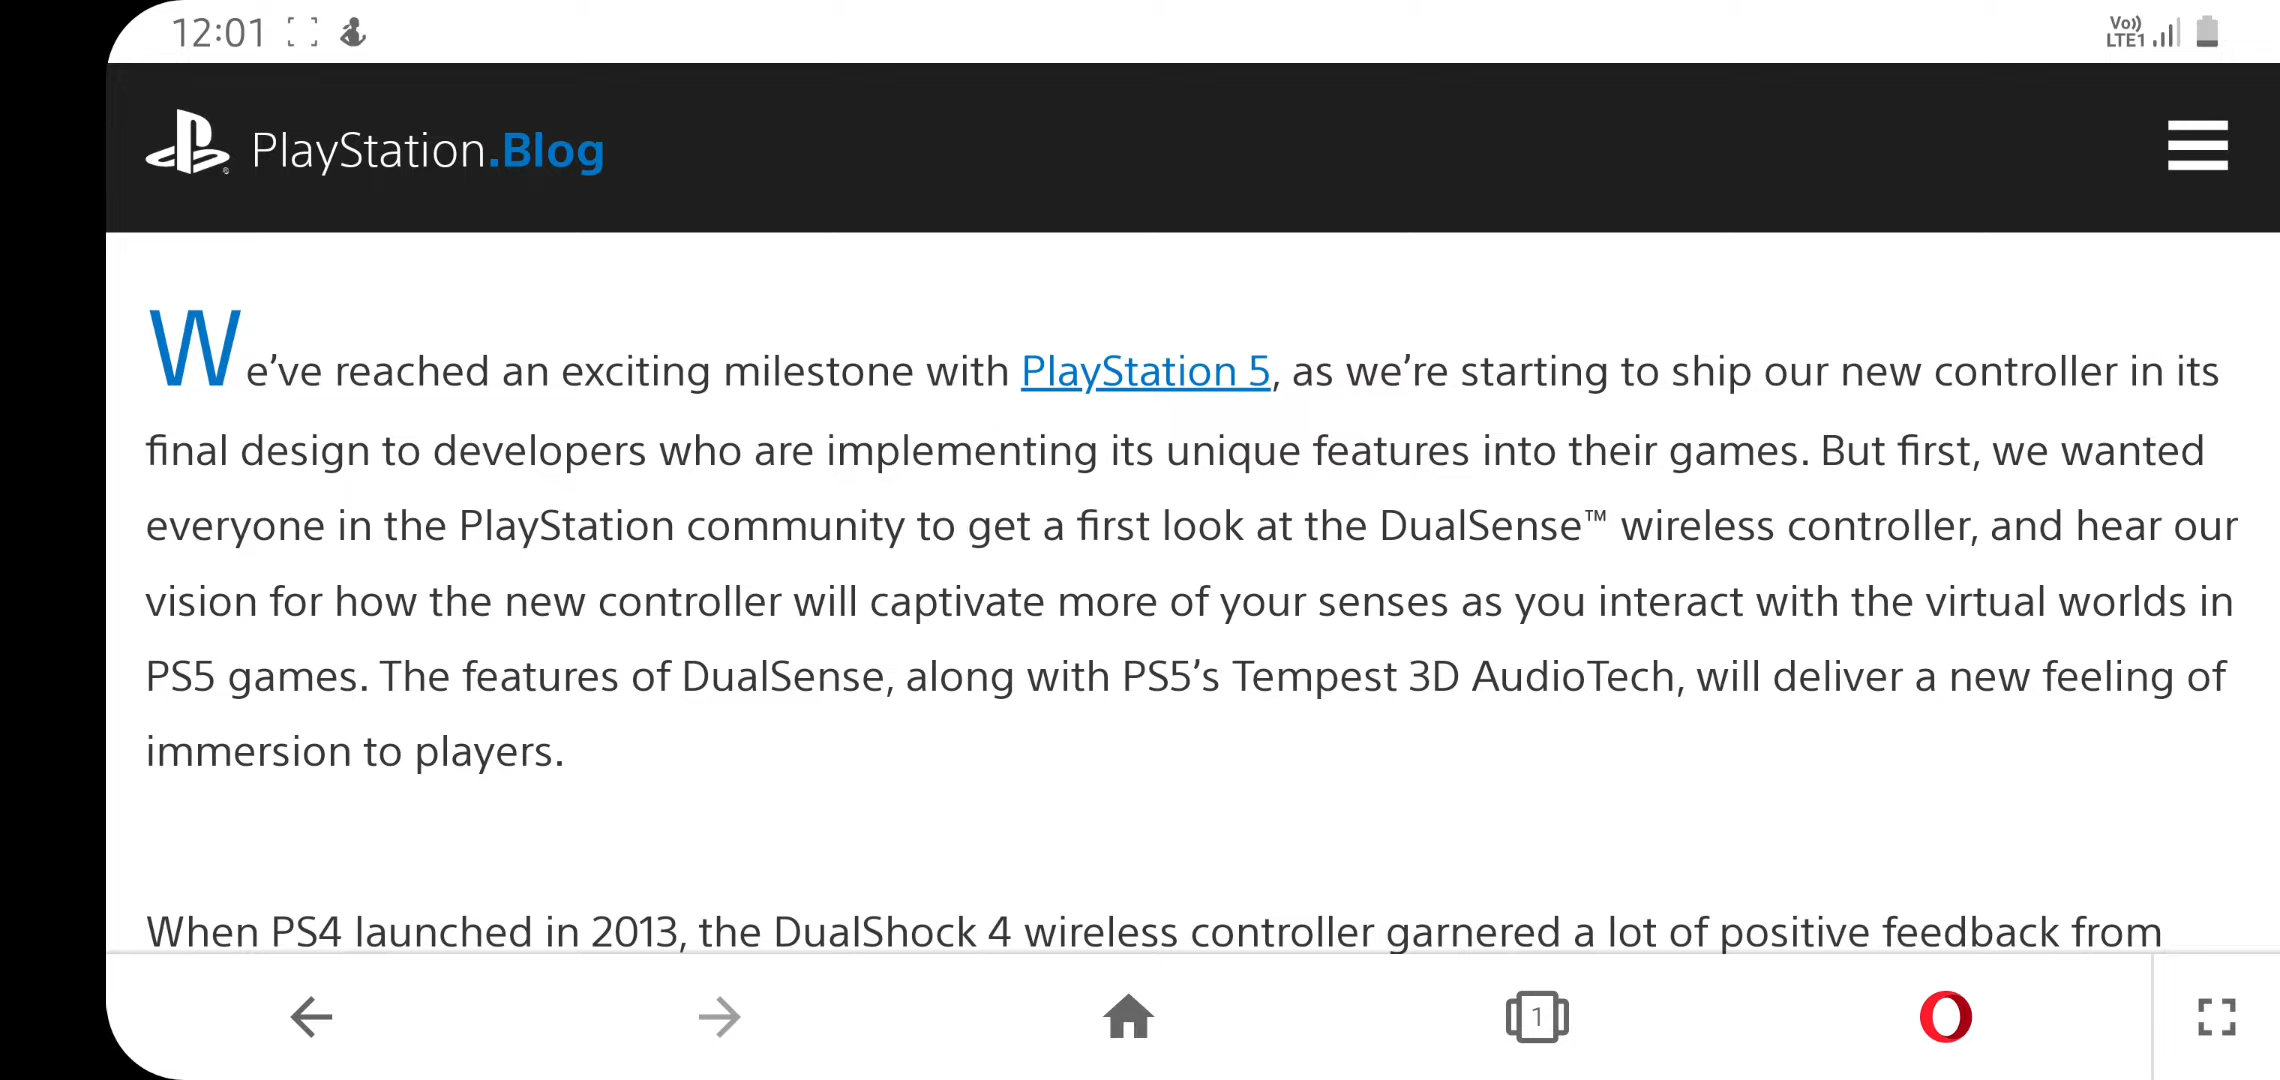 12:01
Vo))
LTE1
PlayStation.Blog
We’ve reached an exciting milestone with PlayStation 5, as we’re starting to ship our new controller in its
final design to developers who are implementing its unique features into their games. But first, we wanted
everyone in the PlayStation community to get a first look at the DualSense™ wireless controller, and hear our
vision for how the new controller will captivate more of your senses as you interact with the virtual worlds in
PS5 games. The features of DualSense, along with PS5’s Tempest 3D AudioTech, will deliver a new feeling of
immersion to players.
When PS4 launched in 2013, the DualShock 4 wireless controller garnered a lot of positive feedback from
1